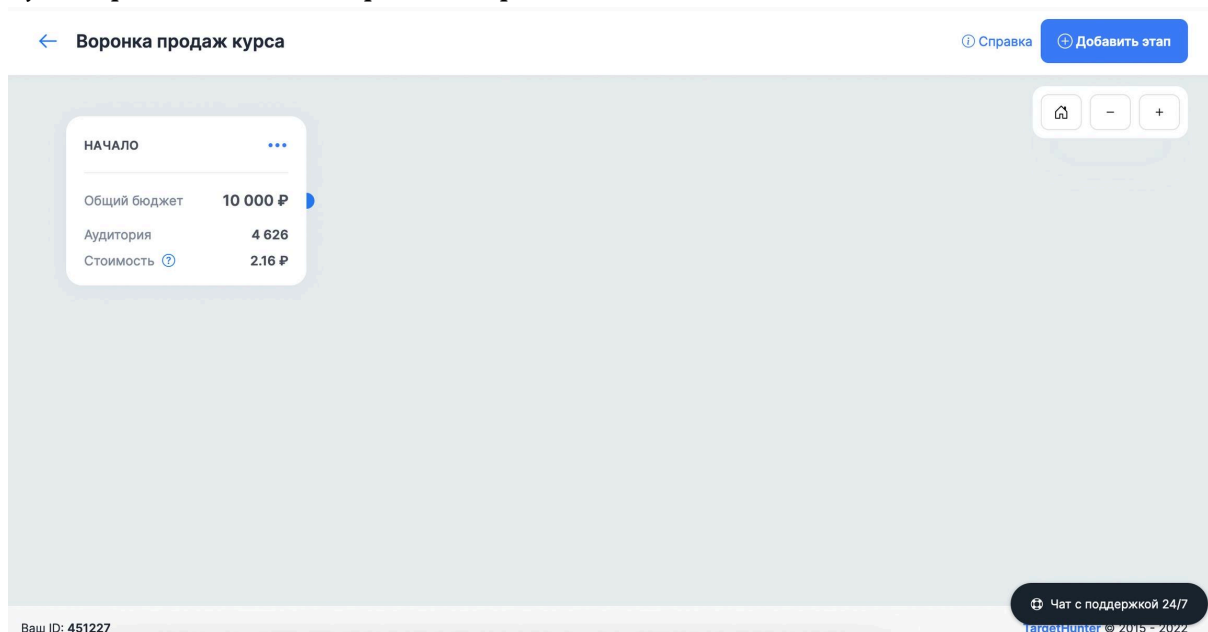 Воронка продаж курса
Справка
Добавить этап
НАЧАЛО
Общий бюджет 10 000 ₽
Аудитория 4 626
Стоимость 2.16 ₽
Чат с поддержкой 24/7
Ваш ID: 451227
TargetHunter © 2015 - 2022